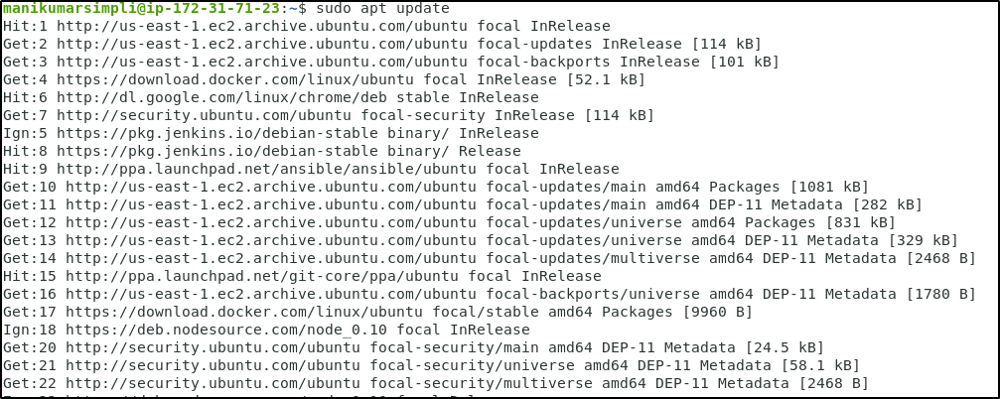 manikumarsimpli@ip-172-31-71-23:~$ sudo apt update
Hit:1 http://us-east-1.ec2.archive.ubuntu.com/ubuntu focal InRelease
Get:2 http://us-east-1.ec2.archive.ubuntu.com/ubuntu focal-updates InRelease [114 kB]
Get:3 http://us-east-1.ec2.archive.ubuntu.com/ubuntu focal-backports InRelease [101 kB]
Get:4 https://download.docker.com/linux/ubuntu focal InRelease [52.1 kB]
Hit:6 http://dl.google.com/linux/chrome/deb stable InRelease
Get:7 http://security.ubuntu.com/ubuntu focal-security InRelease [114 kB]
Ign:5 https://pkg.jenkins.io/debian-stable binary/ InRelease
Hit:8 https://pkg.jenkins.io/debian-stable binary/ Release
Hit:9 http://ppa.launchpad.net/ansible/ansible/ubuntu focal InRelease
Get:10 http://us-east-1.ec2.archive.ubuntu.com/ubuntu focal-updates/main amd64 Packages [1081 kB]
Get:11 http://us-east-1.ec2.archive.ubuntu.com/ubuntu focal-updates/main amd64 DEP-11 Metadata [282 kB]
Get:12 http://us-east-1.ec2.archive.ubuntu.com/ubuntu focal-updates/universe amd64 Packages [831 kB]
Get:13 http://us-east-1.ec2.archive.ubuntu.com/ubuntu focal-updates/universe amd64 DEP-11 Metadata [329 kB]
Get:14 http://us-east-1.ec2.archive.ubuntu.com/ubuntu focal-updates/multiverse amd64 DEP-11 Metadata [2468 B]
Hit:15 http://ppa.launchpad.net/git-core/ppa/ubuntu focal InRelease
Get:16 http://us-east-1.ec2.archive.ubuntu.com/ubuntu focal-backports/universe amd64 DEP-11 Metadata [1780 B]
Get:17 https://download.docker.com/linux/ubuntu focal/stable amd64 Packages [9960 B]
Ign:18 https://deb.nodesource.com/node_0.10 focal InRelease
Get:20 http://security.ubuntu.com/ubuntu focal-security/main amd64 DEP-11 Metadata [24.5 kB]
Get:21 http://security.ubuntu.com/ubuntu focal-security/universe amd64 DEP-11 Metadata [58.1 kB]
Get:22 http://security.ubuntu.com/ubuntu focal-security/multiverse amd64 DEP-11 Metadata [2468 B]